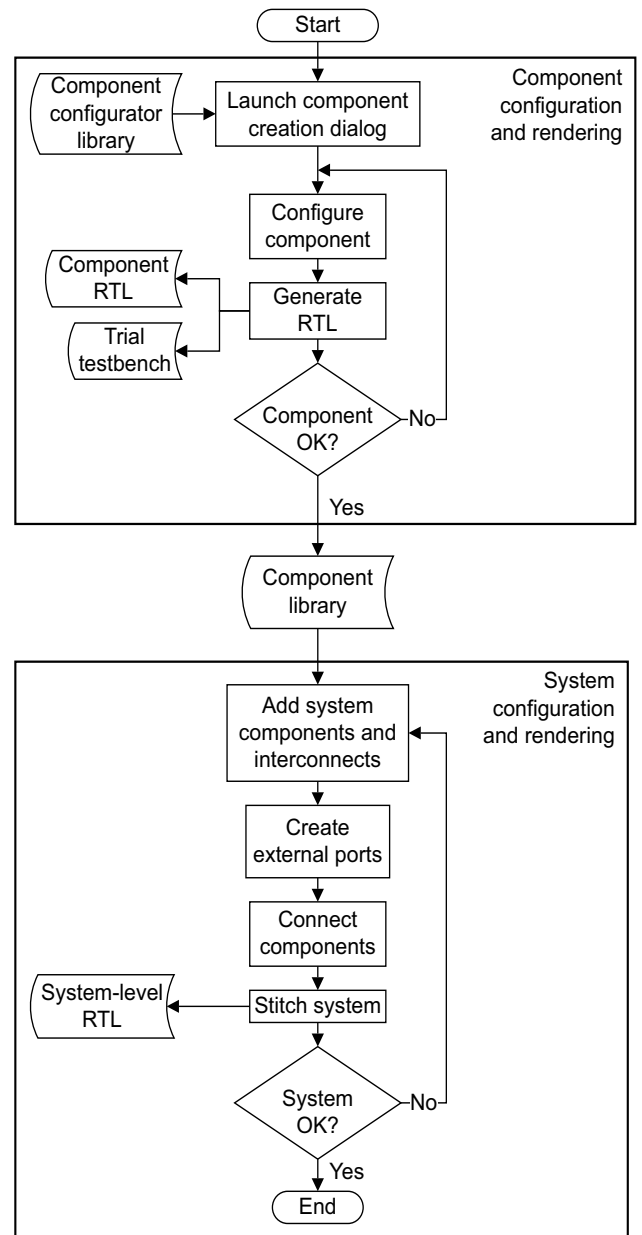 Start
Component
configuration
and rendering
Component
configurator
library
Launch component
creation dialog
Configure
component
Component
RTL
Generate
RTL
Trial
testbench
Component
OK?
No
Yes
Component
library
System
configuration
and rendering
Add system
components and
interconnects
Create
external ports
Connect
components
System-level
RTL
Stitch system
System
OK?
No
Yes
End